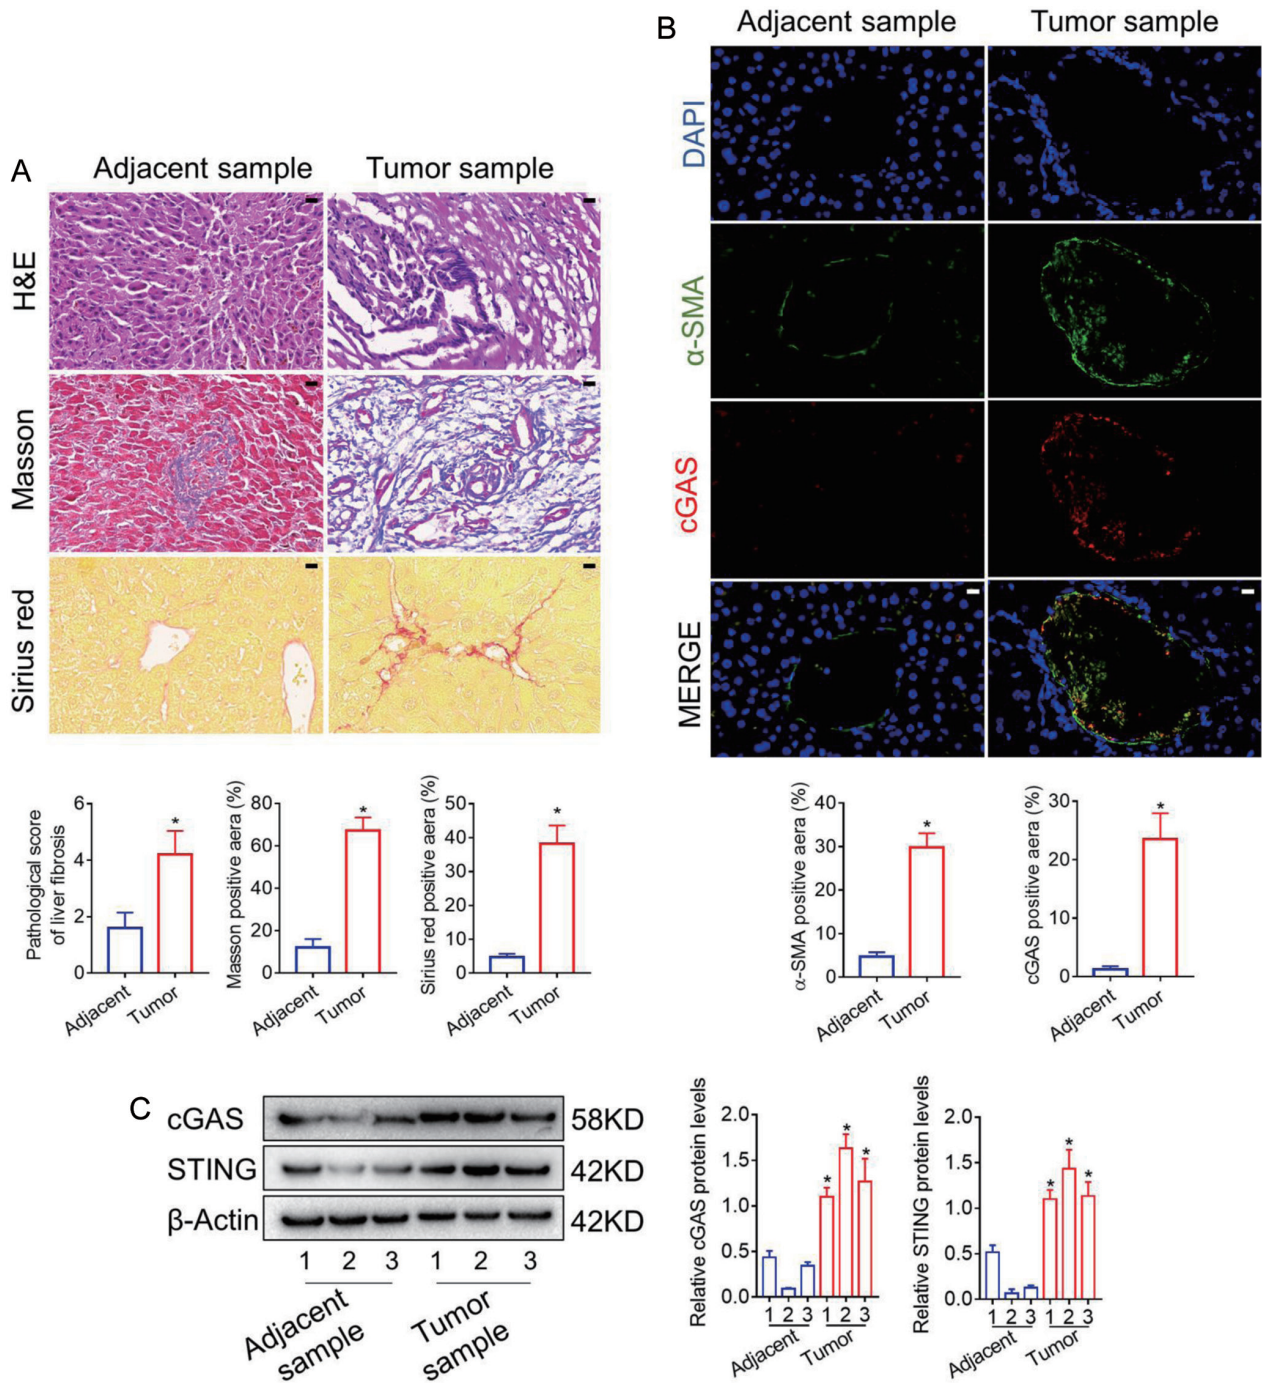 A
Adjacent sample
Tumor sample
H&E
Masson
Sirius red
6
4
2
0
Pathological score
of liver fibrosis
*
Adjacent
Tumor
80
60
40
20
0
Masson positive aera (%)
*
Adjacent
Tumor
50
40
30
20
10
0
Sirius red positive aera (%)
*
Adjacent
Tumor
B
Adjacent sample
Tumor sample
DAPI
α-SMA
cGAS
MERGE
40
30
20
10
0
α-SMA positive aera (%)
*
Adjacent
Tumor
30
20
10
0
cGAS positive aera (%)
*
Adjacent
Tumor
C
cGAS
58KD
STING
42KD
β-Actin
42KD
1 2 3 1 2 3
Adjacent
sample
Tumor
sample
2.0
1.5
1.0
0.5
0.0
Relative cGAS protein levels
* * *
1 2 3 1 2 3
Adjacent
Tumor
2.0
1.5
1.0
0.5
0.0
Relative STING protein levels
* * *
1 2 3 1 2 3
Adjacent
Tumor